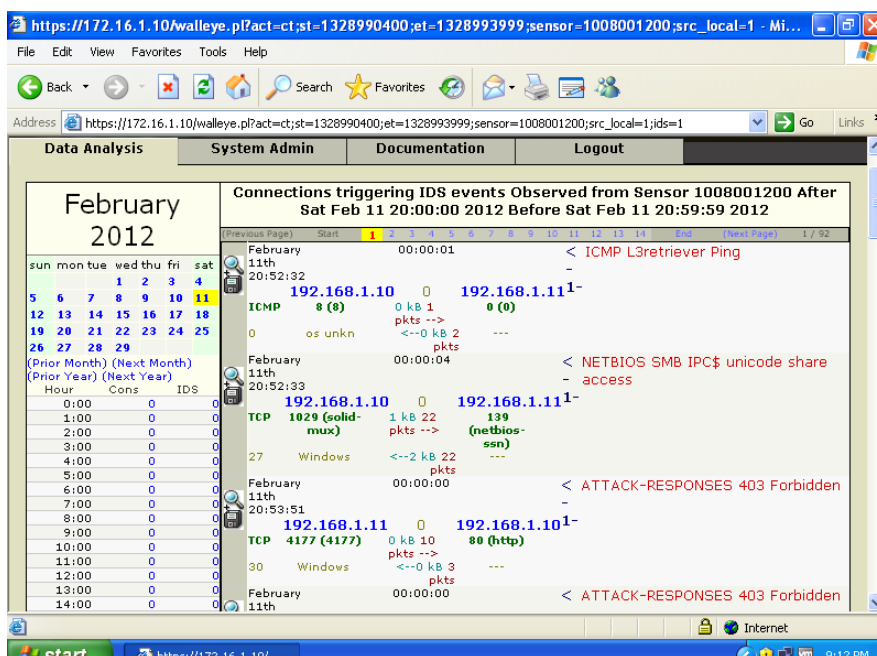 https://172.16.1.10/walleye.pl?act=ct;st=1328990400;et=1328993999;sensor=1008001200;src_local=1 - Mi...
File Edit View Favorites Tools Help
Back Search Favorites
Address https://172.16.1.10/walleye.pl?act=ct;st=1328990400;et=1328993999;sensor=1008001200;src_local=1;ids=1 Go Links
Data Analysis System Admin Documentation Logout
February
2012
sun mon tue wed thu fri sat
1 2 3 4
5 6 7 8 9 10 11
12 13 14 15 16 17 18
19 20 21 22 23 24 25
26 27 28 29
(Prior Month) (Next Month)
(Prior Year) (Next Year)
Hour Cons IDS
0:00 0 0
1:00 0 0
2:00 0 0
3:00 0 0
4:00 0 0
5:00 0 0
6:00 0 0
7:00 0 0
8:00 0 0
9:00 0 0
10:00 0 0
11:00 0 0
12:00 0 0
13:00 0 0
14:00 0 0
Connections triggering IDS events Observed from Sensor 1008001200 After
Sat Feb 11 20:00:00 2012 Before Sat Feb 11 20:59:59 2012
(Previous Page) Start 1 2 3 4 5 6 7 8 9 10 11 12 13 14 End (Next Page) 1 / 92
February 00:00:01 < ICMP L3retriever Ping
11th -
20:52:32
192.168.1.10 0 192.168.1.11 1-
ICMP 8 (8) 0 kB 1 0 (0)
pkts -->
0 os unkn <--0 kB 2 ---
pkts
February 00:00:04 < NETBIOS SMB IPC$ unicode share
11th - access
20:52:33
192.168.1.10 0 192.168.1.11 1-
TCP 1029 (solid- 1 kB 22 139
mux) pkts --> (netbios-
ssn)
27 Windows <--2 kB 22 ---
pkts
February 00:00:00 < ATTACK-RESPONSES 403 Forbidden
11th -
20:53:51
192.168.1.11 0 192.168.1.10 1-
TCP 4177 (4177) 0 kB 10 80 (http)
pkts -->
30 Windows <--0 kB 3 ---
pkts
February 00:00:00 < ATTACK-RESPONSES 403 Forbidden
11th
Internet
start https://172.16.1.10/... 9:12 PM